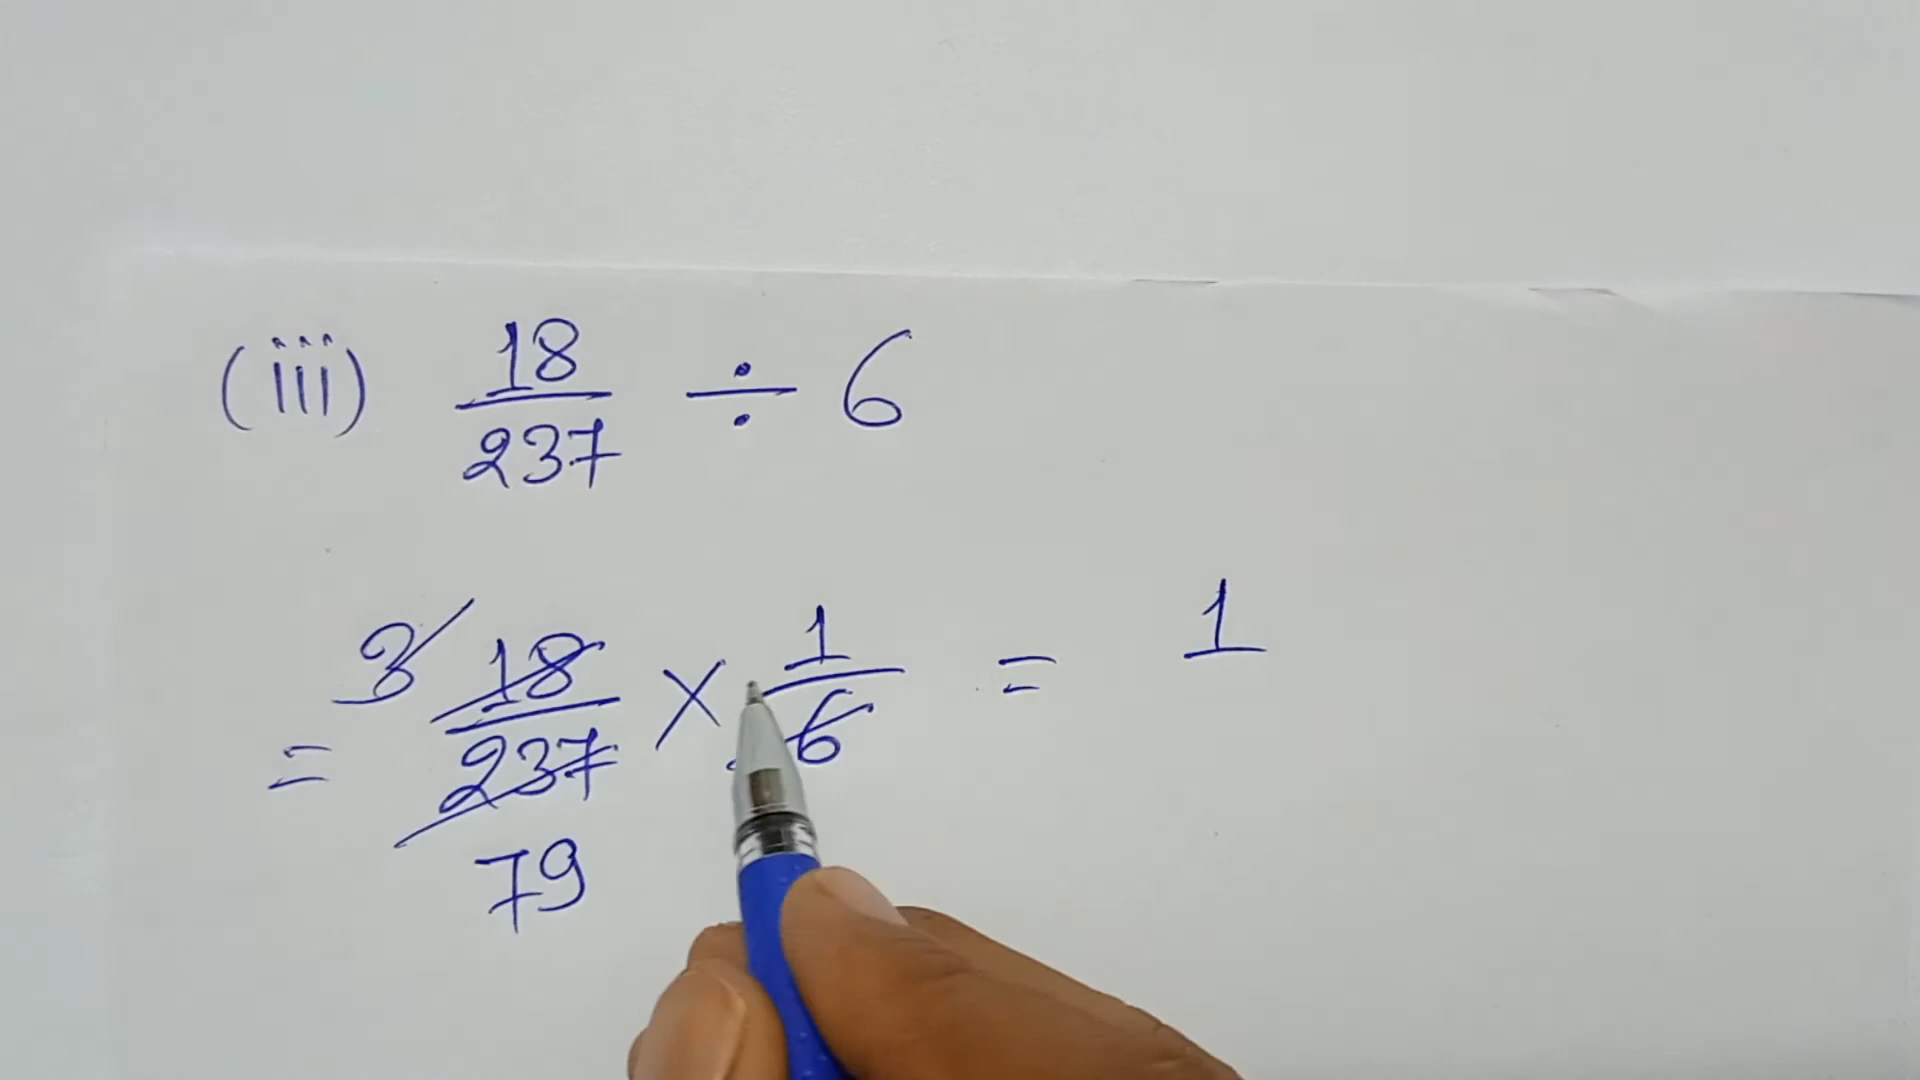 (iii) 18/237 ÷ 6
= 3 18/237 × 1/6 = 1
79